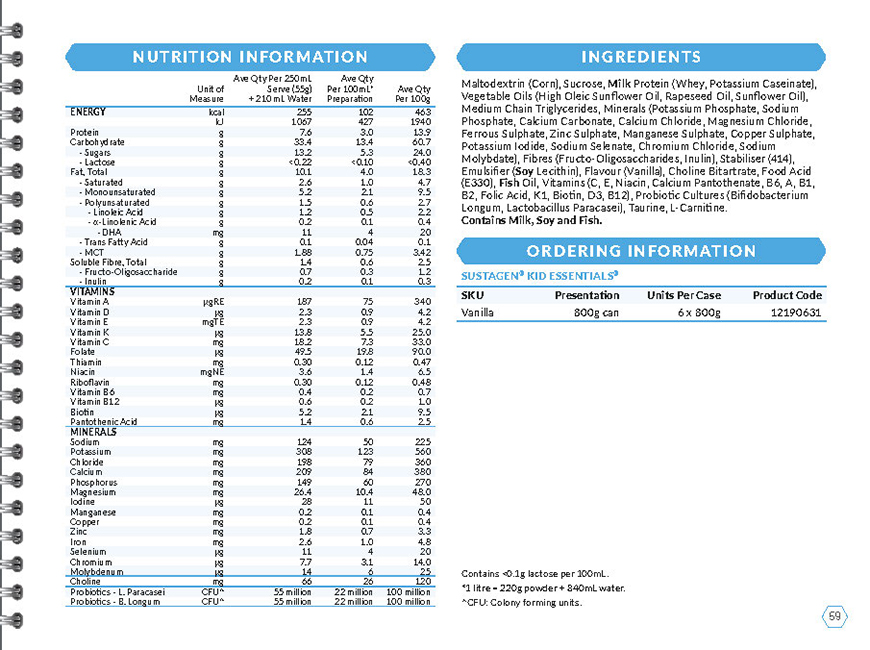 NUTRITION INFORMATION
Unit of Measure Ave Qty Per 250mL Serve (55g) + 210 mL Water Ave Qty Per 100mL* Preparation Ave Qty Per 100g
ENERGY kcal 255 102 463
kJ 1067 427 1940
Protein g 7.6 3.0 13.9
Carbohydrate g 33.4 13.4 60.7
- Sugars g 13.2 5.3 24.0
- Lactose g <0.22 <0.10 <0.40
Fat, Total g 10.1 4.0 18.3
- Saturated g 2.6 1.0 4.7
- Monounsaturated g 5.2 2.1 9.5
- Polyunsaturated g 1.5 0.6 2.7
- Linoleic Acid g 1.2 0.5 2.2
- α-Linolenic Acid g 0.2 0.1 0.4
- DHA mg 11 4 20
- Trans Fatty Acid g 0.1 0.04 0.1
- MCT g 1.88 0.75 3.42
Soluble Fibre, Total g 1.4 0.6 2.5
- Fructo-Oligosaccharide g 0.7 0.3 1.2
- Inulin g 0.2 0.1 0.3
VITAMINS
Vitamin A µgRE 187 75 340
Vitamin D µg 2.3 0.9 4.2
Vitamin E mgTE 2.3 0.9 4.2
Vitamin K µg 13.8 5.5 25.0
Vitamin C mg 18.2 7.3 33.0
Folate µg 49.5 19.8 90.0
Thiamin mg 0.30 0.12 0.47
Niacin mgNE 3.6 1.4 6.5
Riboflavin mg 0.30 0.12 0.48
Vitamin B6 mg 0.4 0.2 0.7
Vitamin B12 µg 0.6 0.2 1.0
Biotin µg 5.2 2.1 9.5
Pantothenic Acid mg 1.4 0.6 2.5
MINERALS
Sodium mg 124 50 225
Potassium mg 308 123 560
Chloride mg 198 79 360
Calcium mg 209 84 380
Phosphorus mg 149 60 270
Magnesium mg 26.4 10.4 48.0
Iodine µg 28 11 50
Manganese mg 0.2 0.1 0.4
Copper mg 0.2 0.1 0.4
Zinc mg 1.8 0.7 3.3
Iron mg 2.6 1.0 4.8
Selenium µg 11 4 20
Chromium µg 7.7 3.1 14.0
Molybdenum µg 14 6 25
Choline mg 66 26 120
Probiotics - L. Paracasei CFU^ 55 million 22 million 100 million
Probiotics - B. Longum CFU^ 55 million 22 million 100 million
INGREDIENTS
Maltodextrin (Corn), Sucrose, Milk Protein (Whey, Potassium Caseinate),
Vegetable Oils (High Oleic Sunflower Oil, Rapeseed Oil, Sunflower Oil),
Medium Chain Triglycerides, Minerals (Potassium Phosphate, Sodium
Phosphate, Calcium Carbonate, Calcium Chloride, Magnesium Chloride,
Ferrous Sulphate, Zinc Sulphate, Manganese Sulphate, Copper Sulphate,
Potassium Iodide, Sodium Selenate, Chromium Chloride, Sodium
Molybdate), Fibres (Fructo-Oligosaccharides, Inulin), Stabiliser (414),
Emulsifier (Soy Lecithin), Flavour (Vanilla), Choline Bitartrate, Food Acid
(E330), Fish Oil, Vitamins (C, E, Niacin, Calcium Pantothenate, B6, A, B1,
B2, Folic Acid, K1, Biotin, D3, B12), Probiotic Cultures (Bifidobacterium
Longum, Lactobacillus Paracasei), Taurine, L- Carnitine.
Contains Milk, Soy and Fish.
ORDERING INFORMATION
SUSTAGEN® KID ESSENTIALS®
SKU Presentation Units Per Case Product Code
Vanilla 800g can 6 x 800g 12190631
Contains <0.1g lactose per 100mL.
*1 litre = 220g powder + 840mL water.
^CFU: Colony forming units.
59